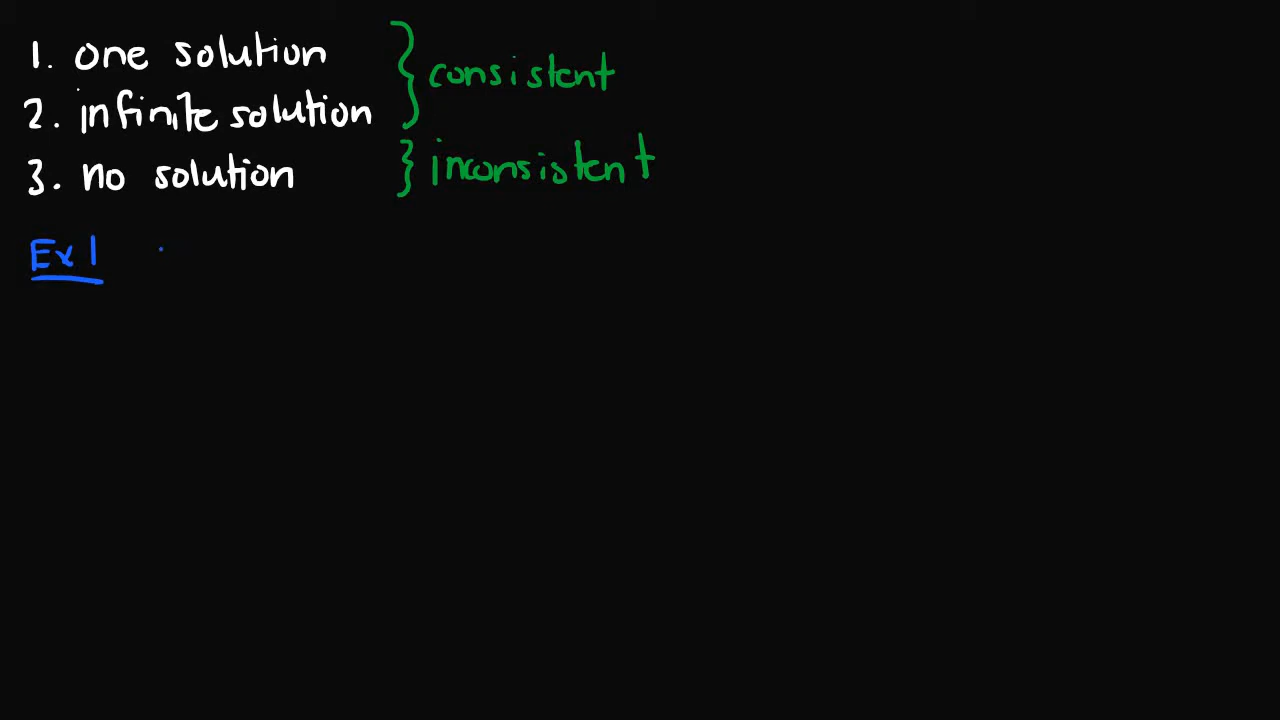 1. one solution
2. infinite solution
} consistent
3. no solution
} inconsistent
Ex 1